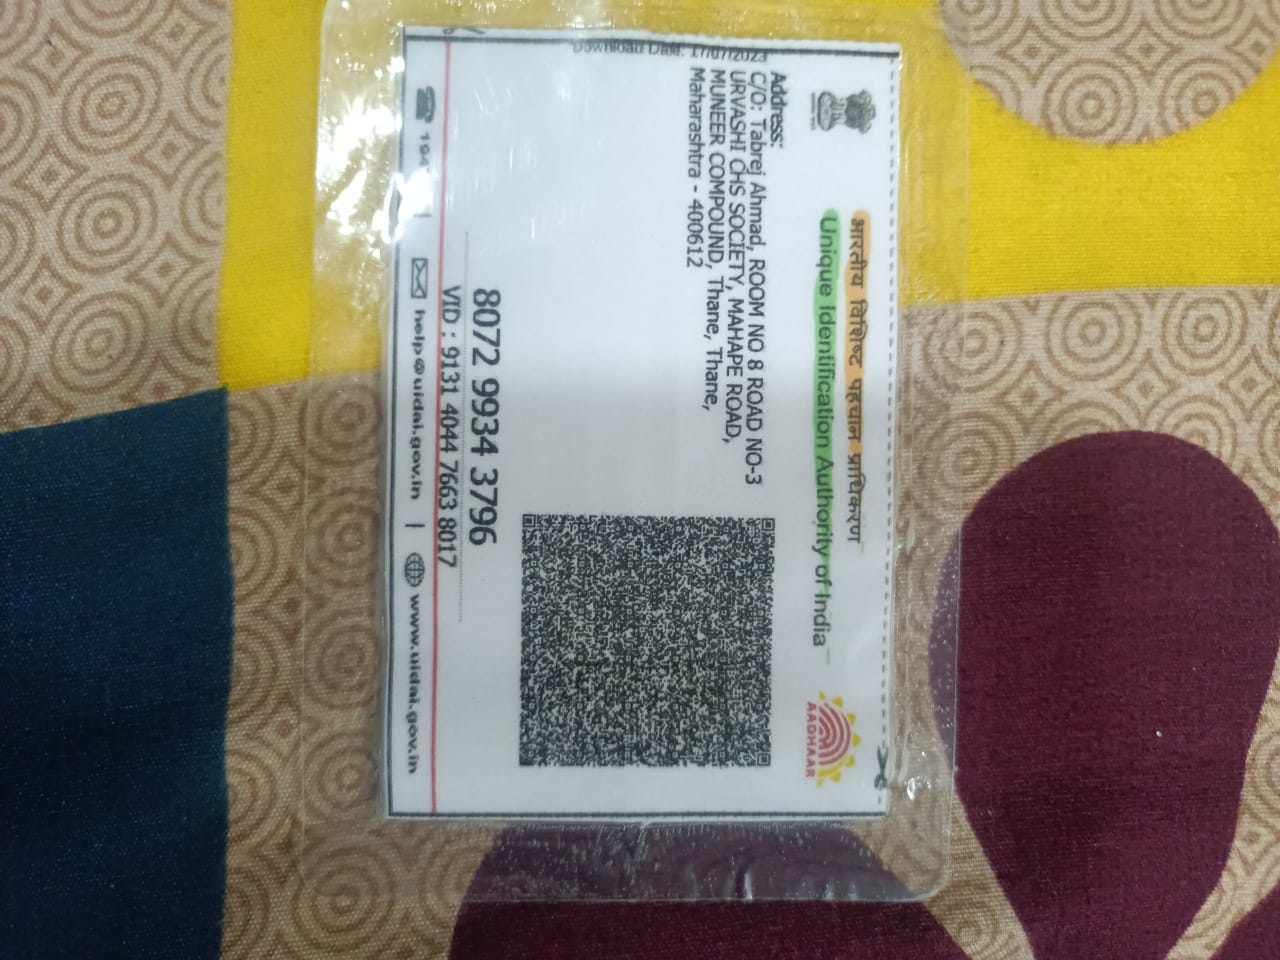 Download Date: 17/07/2023
भारतीय विशिष्ट पहचान प्राधिकरण
Unique Identification Authority of India
AADHAAR
Address:
C/O: Tabrej Ahmad, ROOM NO 8 ROAD NO-3
URVASHI CHS SOCIETY, MAHAPE ROAD,
MUNEER COMPOUND, Thane, Thane,
Maharashtra - 400612
8072 9934 3796
VID : 9131 4044 7663 8017
help@uidai.gov.in | www.uidai.gov.in